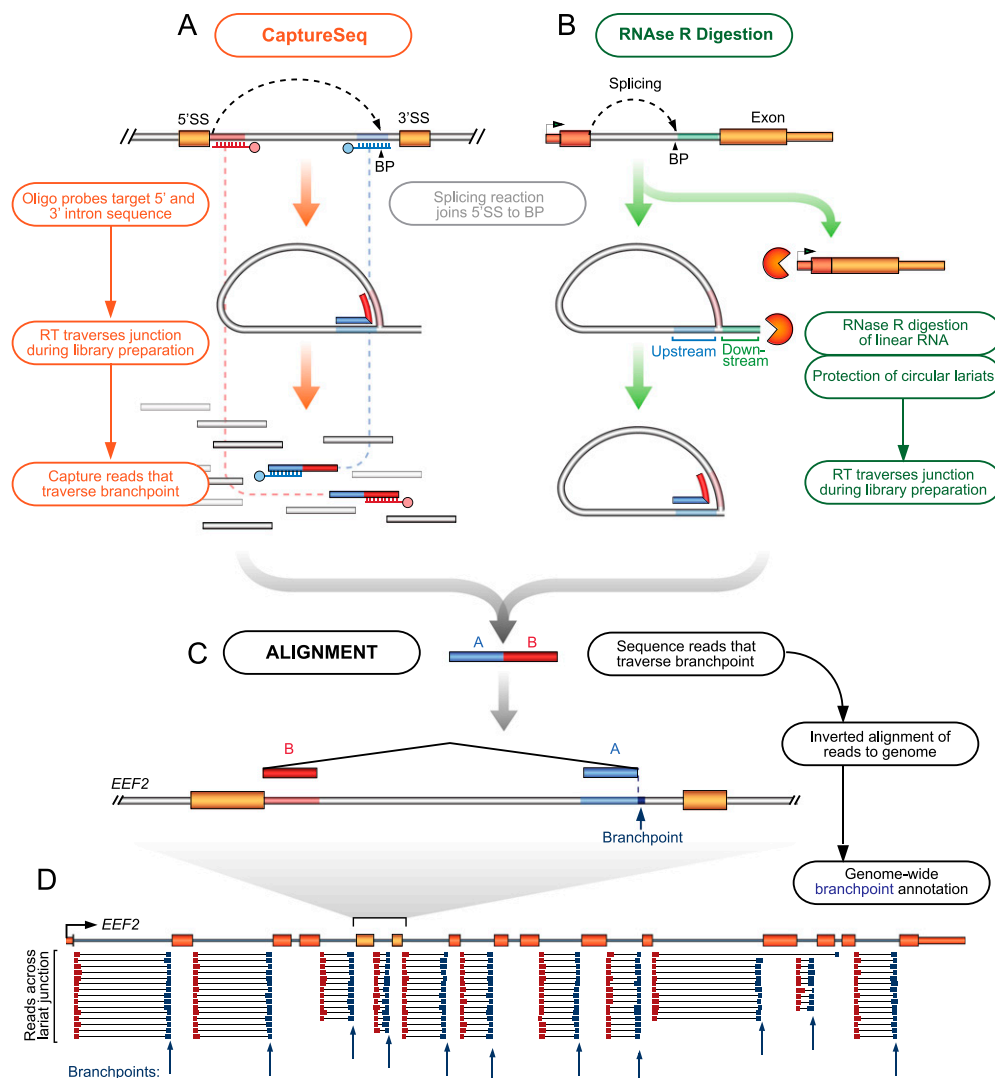 A
CaptureSeq
5'SS
3'SS
BP
Oligo probes target 5' and
3' intron sequence
RT traverses junction
during library preparation
Capture reads that
traverse branchpoint
Splicing reaction
joins 5'SS to BP
B
RNAse R Digestion
Splicing
Exon
BP
Upstream
Down-
stream
RNase R digestion
of linear RNA
Protection of circular lariats
RT traverses junction
during library preparation
C
ALIGNMENT
A
B
Sequence reads that
traverse branchpoint
Inverted alignment of
reads to genome
Genome-wide
branchpoint annotation
B
A
EEF2
Branchpoint
D
EEF2
Reads across
lariat junction
Branchpoints: